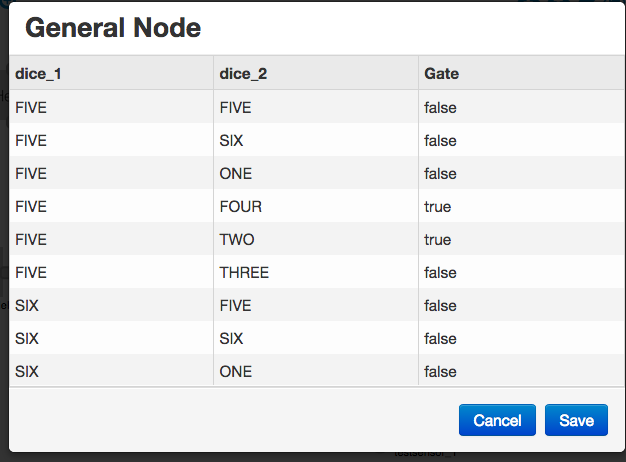 General Node
dice_1 dice_2 Gate
FIVE FIVE false
FIVE SIX false
FIVE ONE false
FIVE FOUR true
FIVE TWO true
FIVE THREE false
SIX FIVE false
SIX SIX false
SIX ONE false
Cancel Save
testsensor_1